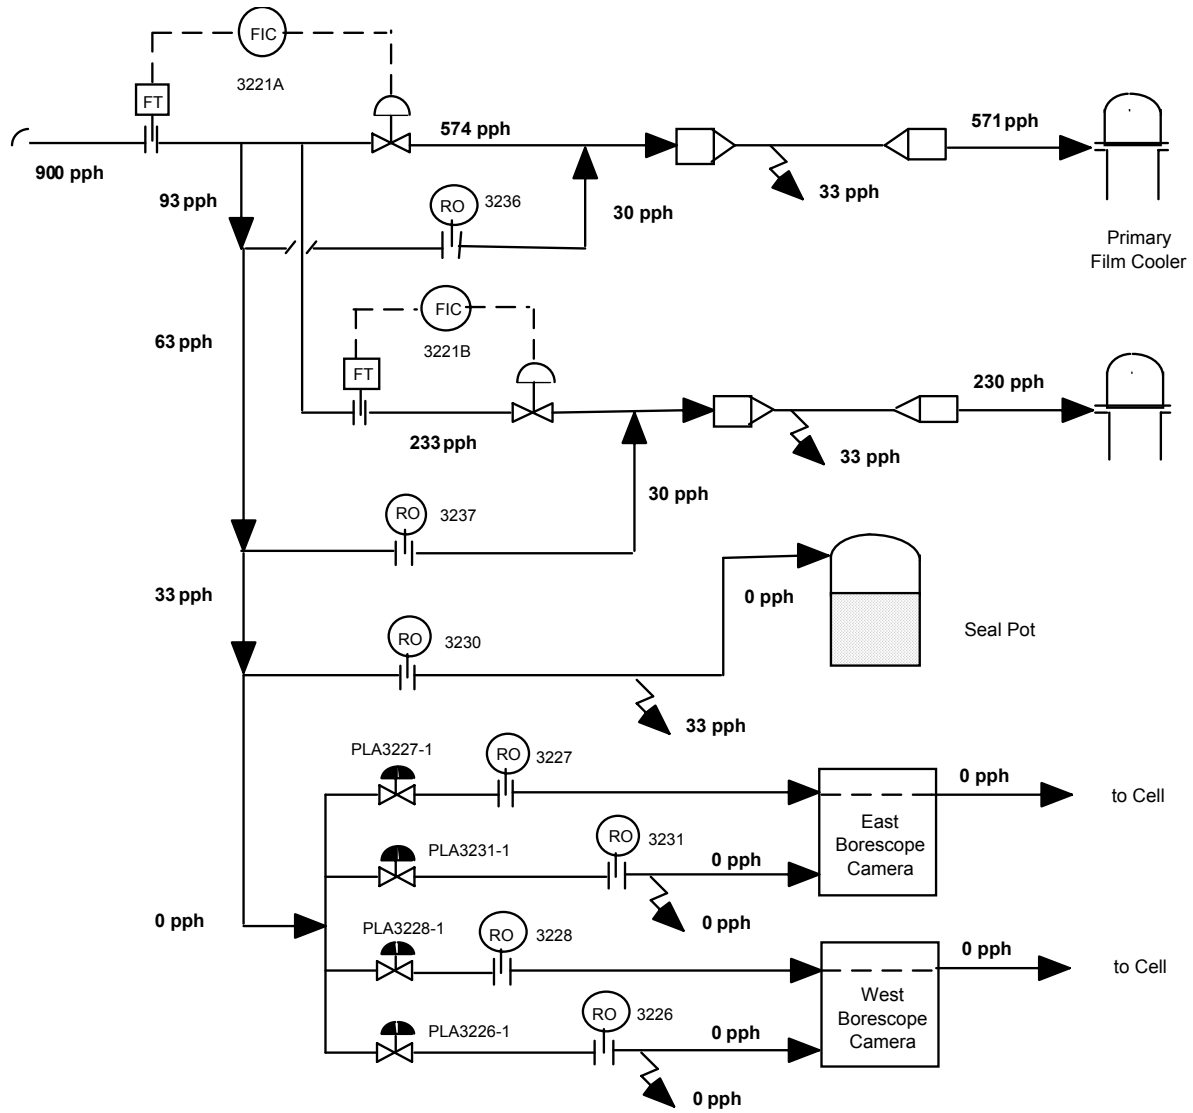 FIC
3221A
FT
574 pph
571 pph
900 pph
93 pph
RO
3236
30 pph
33 pph
Primary
Film Cooler
FIC
3221B
63 pph
FT
230 pph
233 pph
33 pph
30 pph
RO
3237
33 pph
0 pph
RO
3230
Seal Pot
33 pph
PLA3227-1
RO
3227
0 pph
to Cell
East
Borescope
Camera
PLA3231-1
RO
3231
0 pph
0 pph
0 pph
PLA3228-1
RO
3228
0 pph
to Cell
West
Borescope
Camera
PLA3226-1
RO
3226
0 pph
0 pph